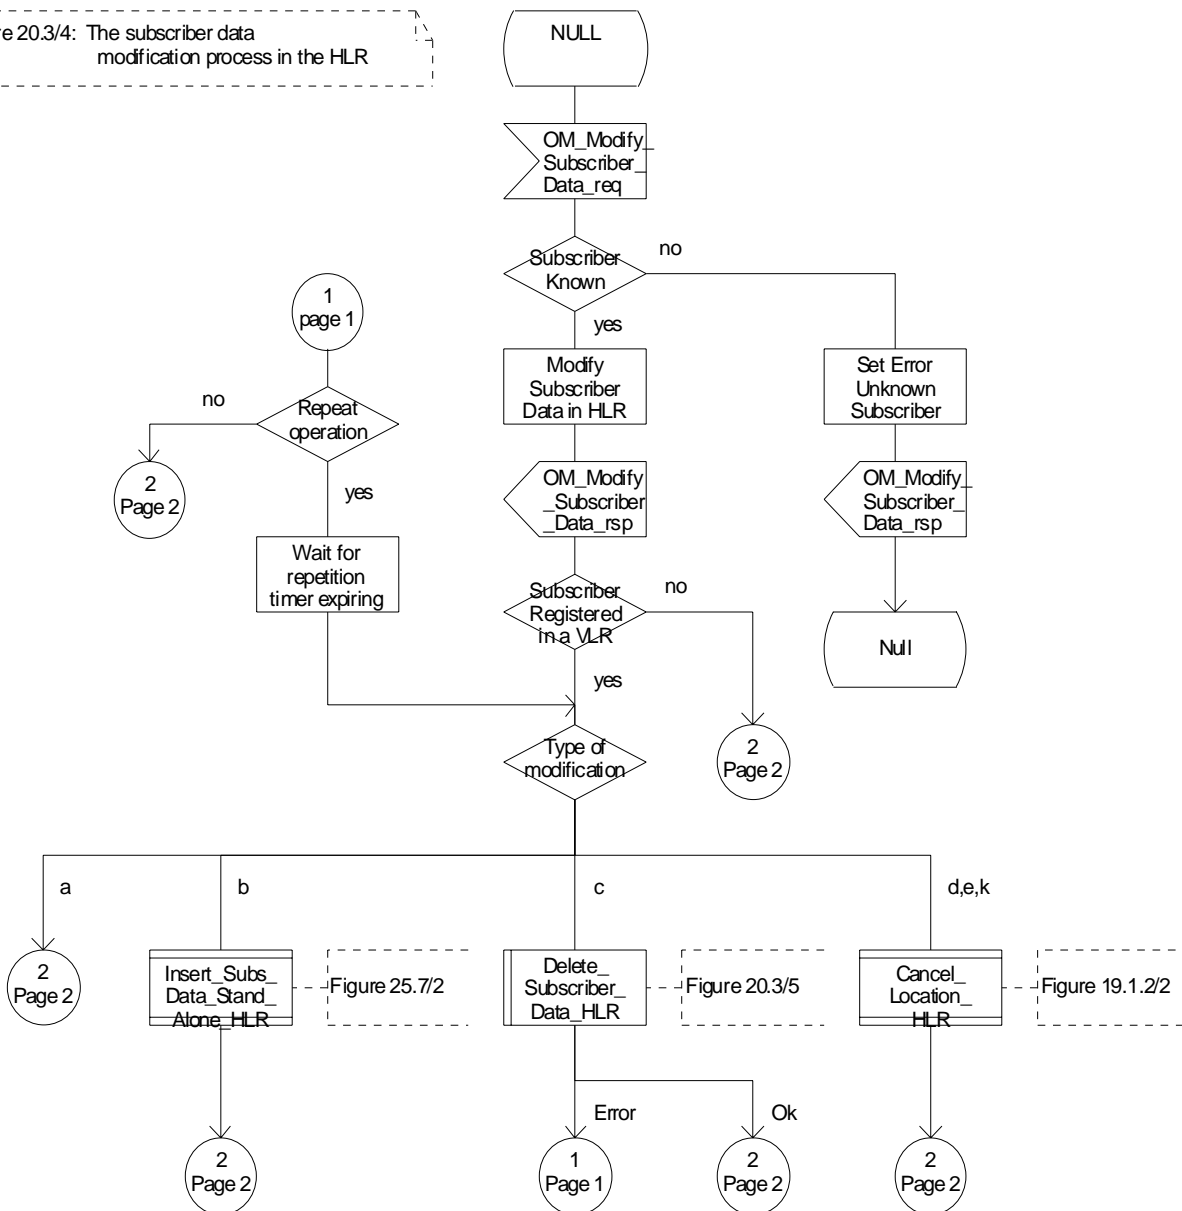 e 20.3/4: The subscriber data
modification process in the HLR
NULL
OM_Modify_
Subscriber_
Data_req
Subscriber
Known
no
yes
1
page 1
Modify
Subscriber
Data in HLR
Set Error
Unknown
Subscriber
Repeat
operation
no
yes
2
Page 2
OM_Modify
_Subscriber
_Data_rsp
OM_Modify_
Subscriber_
Data_rsp
Wait for
repetition
timer expiring
Subscriber
Registered
in a VLR
no
yes
Null
Type of
modification
2
Page 2
a
b
c
d,e,k
2
Page 2
Insert_Subs_
Data_Stand_
Alone_HLR
Figure 25.7/2
Delete_
Subscriber_
Data_HLR
Figure 20.3/5
Cancel_
Location_
HLR
Figure 19.1.2/2
Error
Ok
2
Page 2
1
Page 1
2
Page 2
2
Page 2